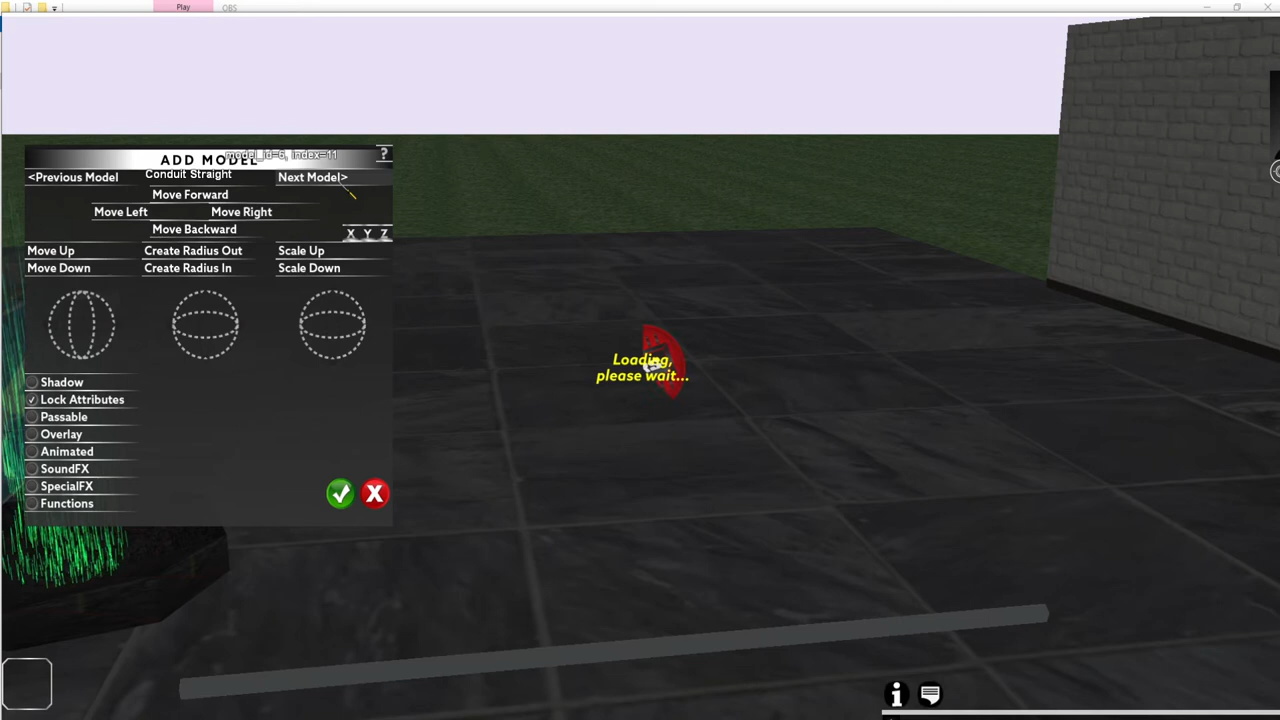 Play
OBS
model_id=6, index=11
ADD MODEL
?
Conduit Straight
<Previous Model
Next Model>
Move Forward
Move Left
Move Right
Move Backward
X Y Z
Move Up
Create Radius Out
Scale Up
Move Down
Create Radius In
Scale Down
Loading,
please wait...
Shadow
Lock Attributes
Passable
Overlay
Animated
SoundFX
SpecialFX
Functions